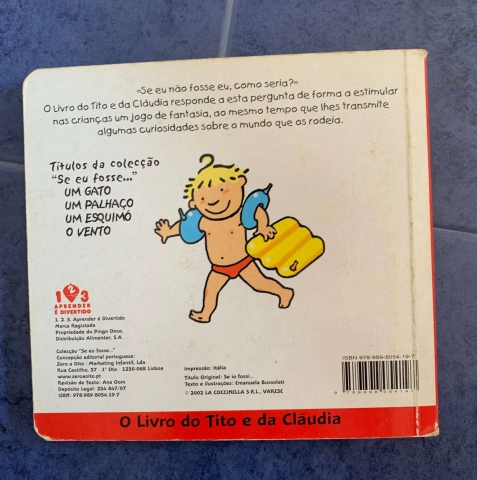 «Se eu não fosse eu, como seria?»
O Livro do Tito e da Cláudia responde a esta pergunta de forma a estimular
nas crianças um jogo de fantasia, ao mesmo tempo que lhes transmite
algumas curiosidades sobre o mundo que os rodeia.
Títulos da colecção
"Se eu fosse..."
UM GATO
UM PALHAÇO
UM ESQUIMÓ
O VENTO
1 2 3
APRENDER
É DIVERTIDO
1, 2, 3, Aprender é Divertido
Marca Registada
Propriedade do Pingo Doce,
Distribuição Alimentar, S.A.
Colecção "Se eu fosse..."
Concepção editorial portuguesa:
Zero a Oito - Marketing Infantil, Lda.
Rua Castilho, 57 - 1º Dto - 1250-068 Lisboa
www.zeroaoito.pt
Revisão de Texto: Ana Dom
Depósito Legal: 254 847/07
ISBN: 978-989-8054-19-7
Impressão: Itália
Título Original: Se io fossi...
Texto e ilustrações: Emanuela Bussolati
© 2002 LA COCCINELLA S.R.L., VARESE
ISBN 978-989-8054-19-7
O Livro do Tito e da Cláudia